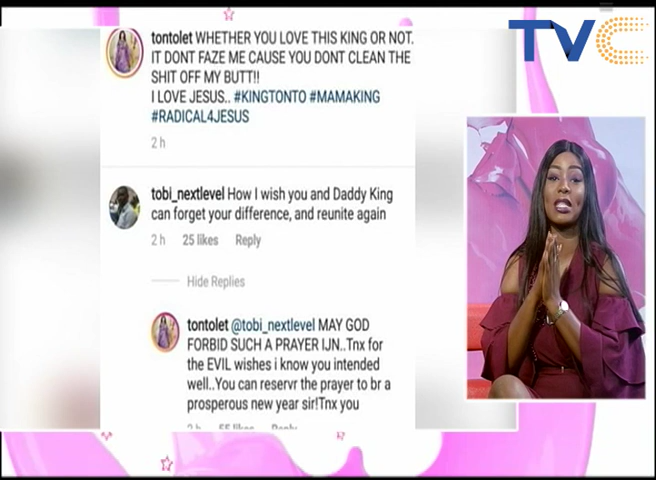 TVC
tontolet WHETHER YOU LOVE THIS KING OR NOT.
IT DONT FAZE ME CAUSE YOU DONT CLEAN THE
SHIT OFF MY BUTT!!
I LOVE JESUS.. #KINGTONTO #MAMAKING
#RADICAL4JESUS
2 h
tobi_nextlevel How I wish you and Daddy King
can forget your difference, and reunite again
2 h 25 likes Reply
Hide Replies
tontolet @tobi_nextlevel MAY GOD
FORBID SUCH A PRAYER IJN..Tnx for
the EVIL wishes i know you intended
well..You can reservr the prayer to br a
prosperous new year sir!Tnx you
2 h 55 likes Reply